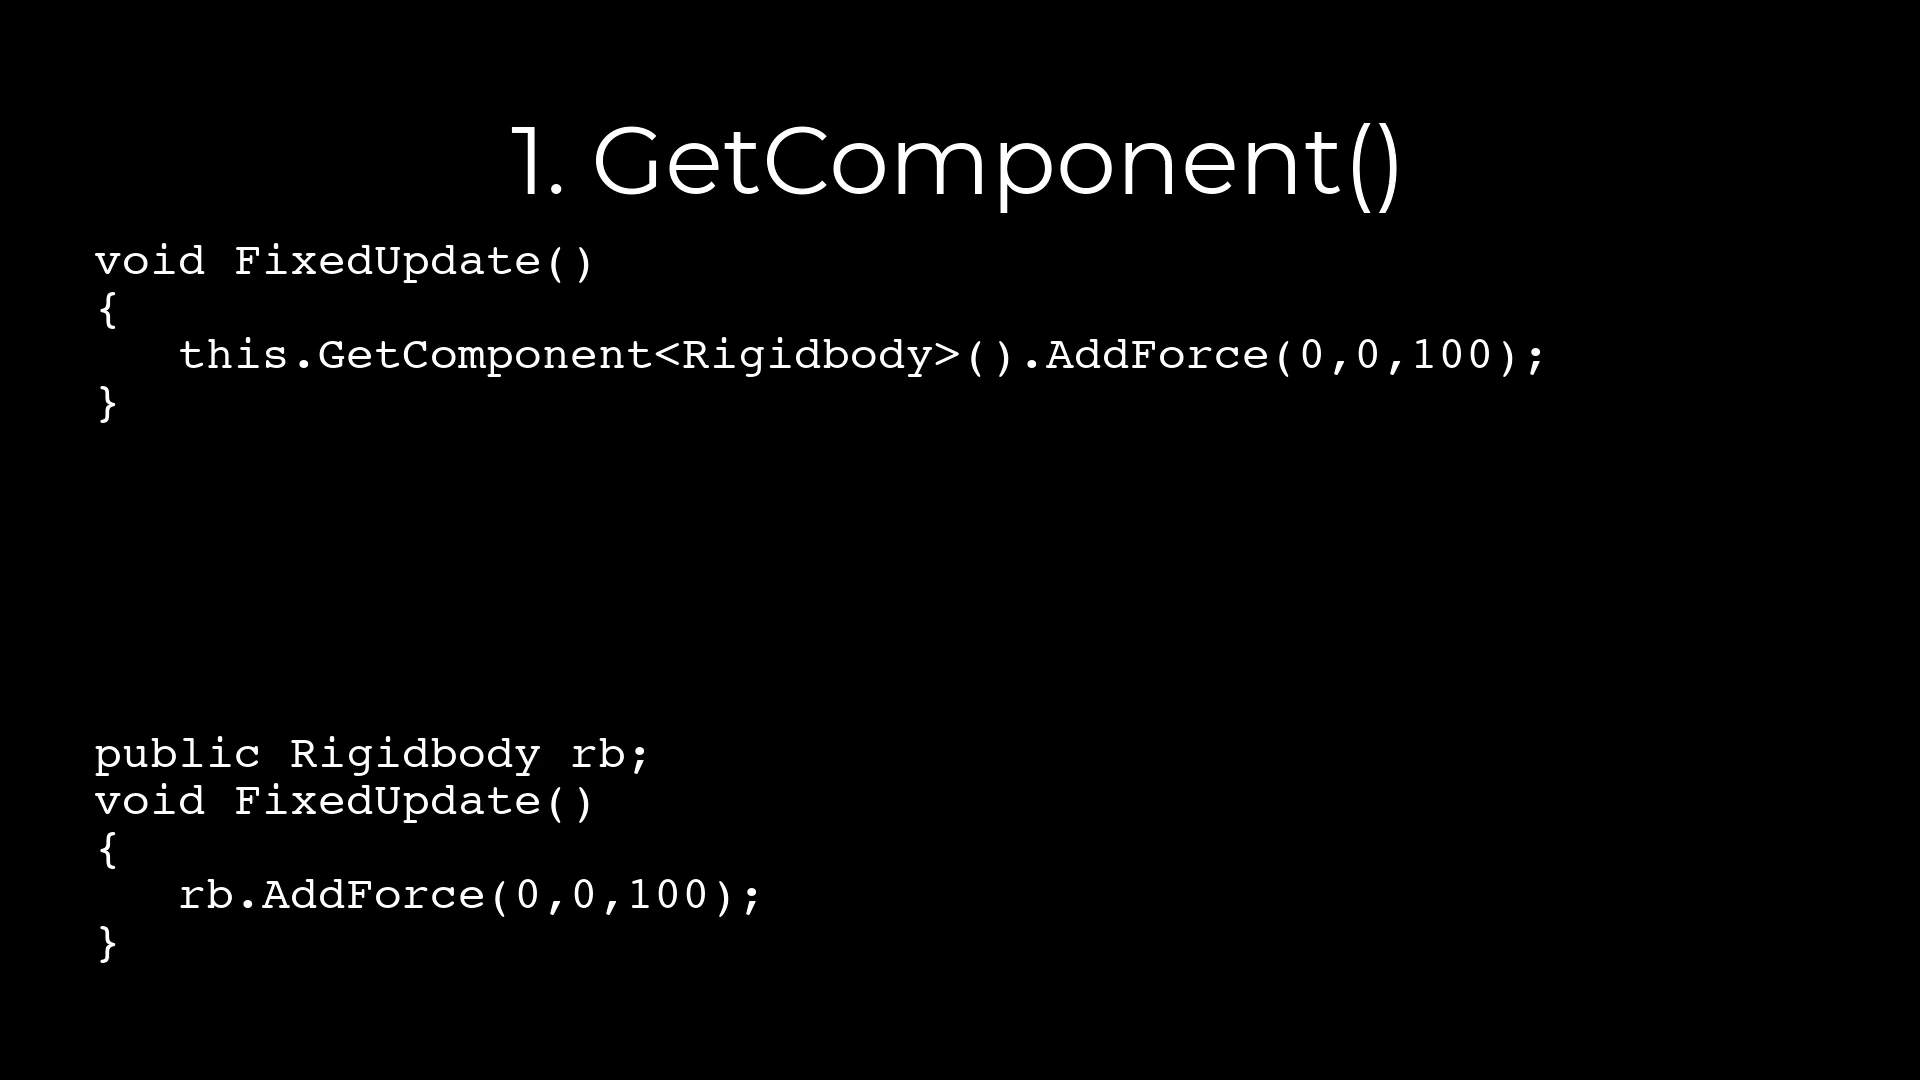 1. GetComponent()
void FixedUpdate()
{
   this.GetComponent<Rigidbody>().AddForce(0,0,100);
}
public Rigidbody rb;
void FixedUpdate()
{
   rb.AddForce(0,0,100);
}